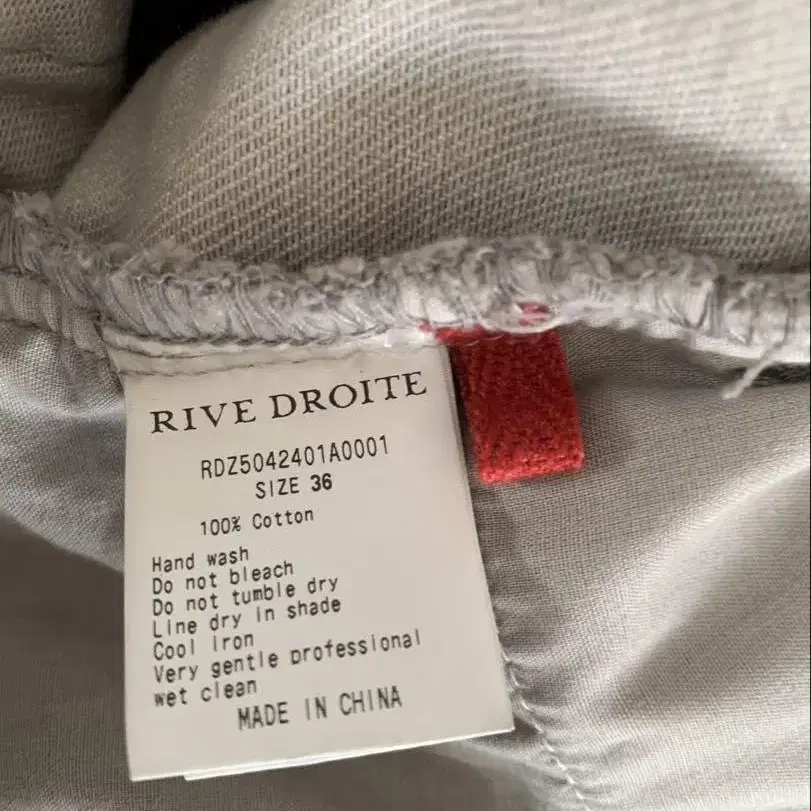 RIVE DROITE
RDZ5042401A0001
SIZE 36
100% Cotton
Hand wash
Do not bleach
Do not tumble dry
Line dry in shade
Cool iron
Very gentle professional
wet clean
MADE IN CHINA